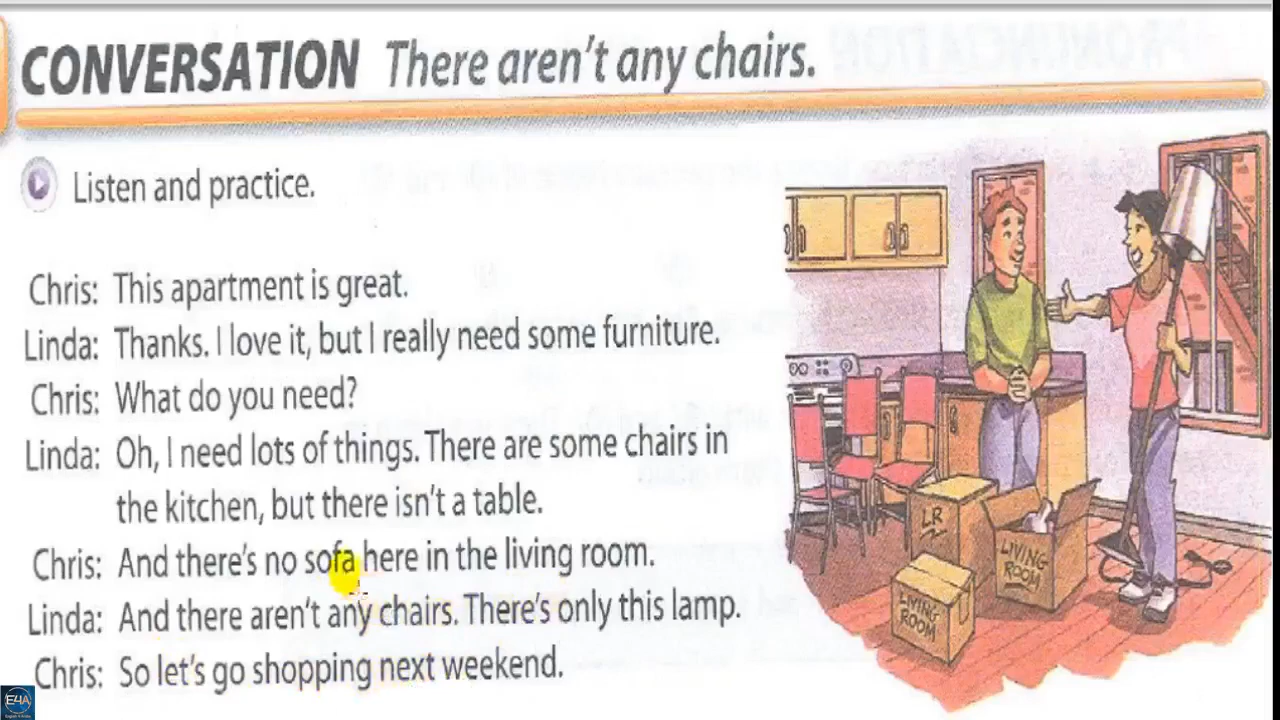 CONVERSATION There aren't any chairs.
Listen and practice.
Chris: This apartment is great.
Linda: Thanks. I love it, but I really need some furniture.
Chris: What do you need?
Linda: Oh, I need lots of things. There are some chairs in
the kitchen, but there isn't a table.
Chris: And there's no sofa here in the living room.
Linda: And there aren't any chairs. There's only this lamp.
Chris: So let's go shopping next weekend.
LR
LIVING
ROOM
LIVING
ROOM
E4A